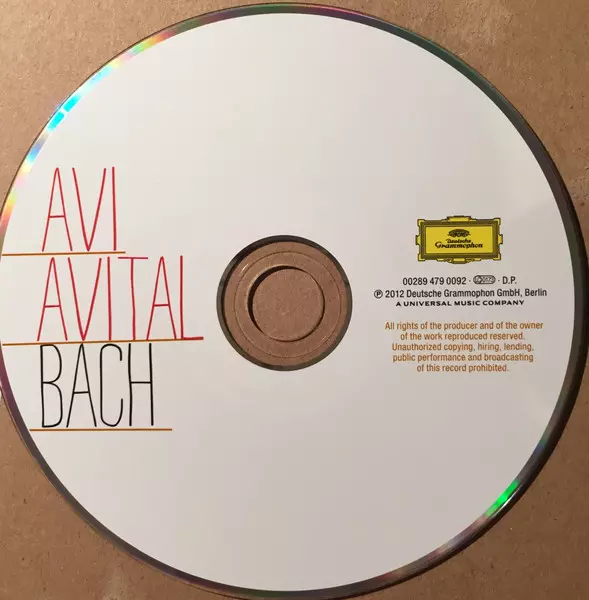 AVI
AVITAL
BACH
Deutsche
Grammophon
00289 479 0092 · · D.P.
℗ 2012 Deutsche Grammophon GmbH, Berlin
A UNIVERSAL MUSIC COMPANY
All rights of the producer and of the owner
of the work reproduced reserved.
Unauthorized copying, hiring, lending,
public performance and broadcasting
of this record prohibited.